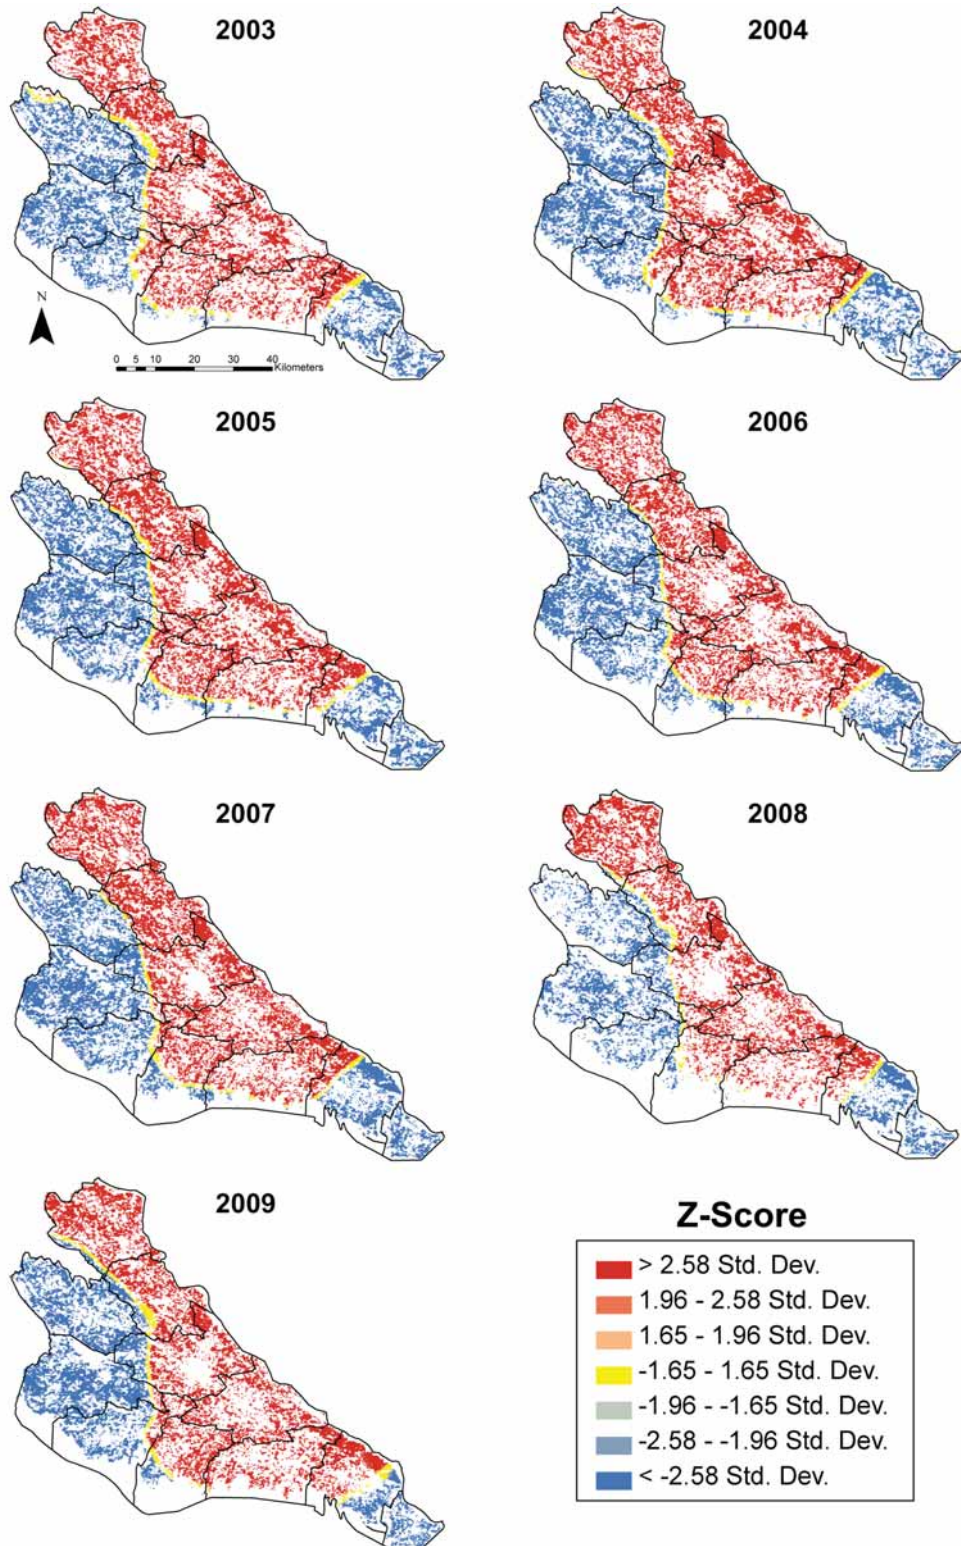 2003
2004
N
0 5 10 20 30 40
Kilometers
2005
2006
2007
2008
2009
Z-Score
> 2.58 Std. Dev.
1.96 - 2.58 Std. Dev.
1.65 - 1.96 Std. Dev.
-1.65 - 1.65 Std. Dev.
-1.96 - -1.65 Std. Dev.
-2.58 - -1.96 Std. Dev.
< -2.58 Std. Dev.